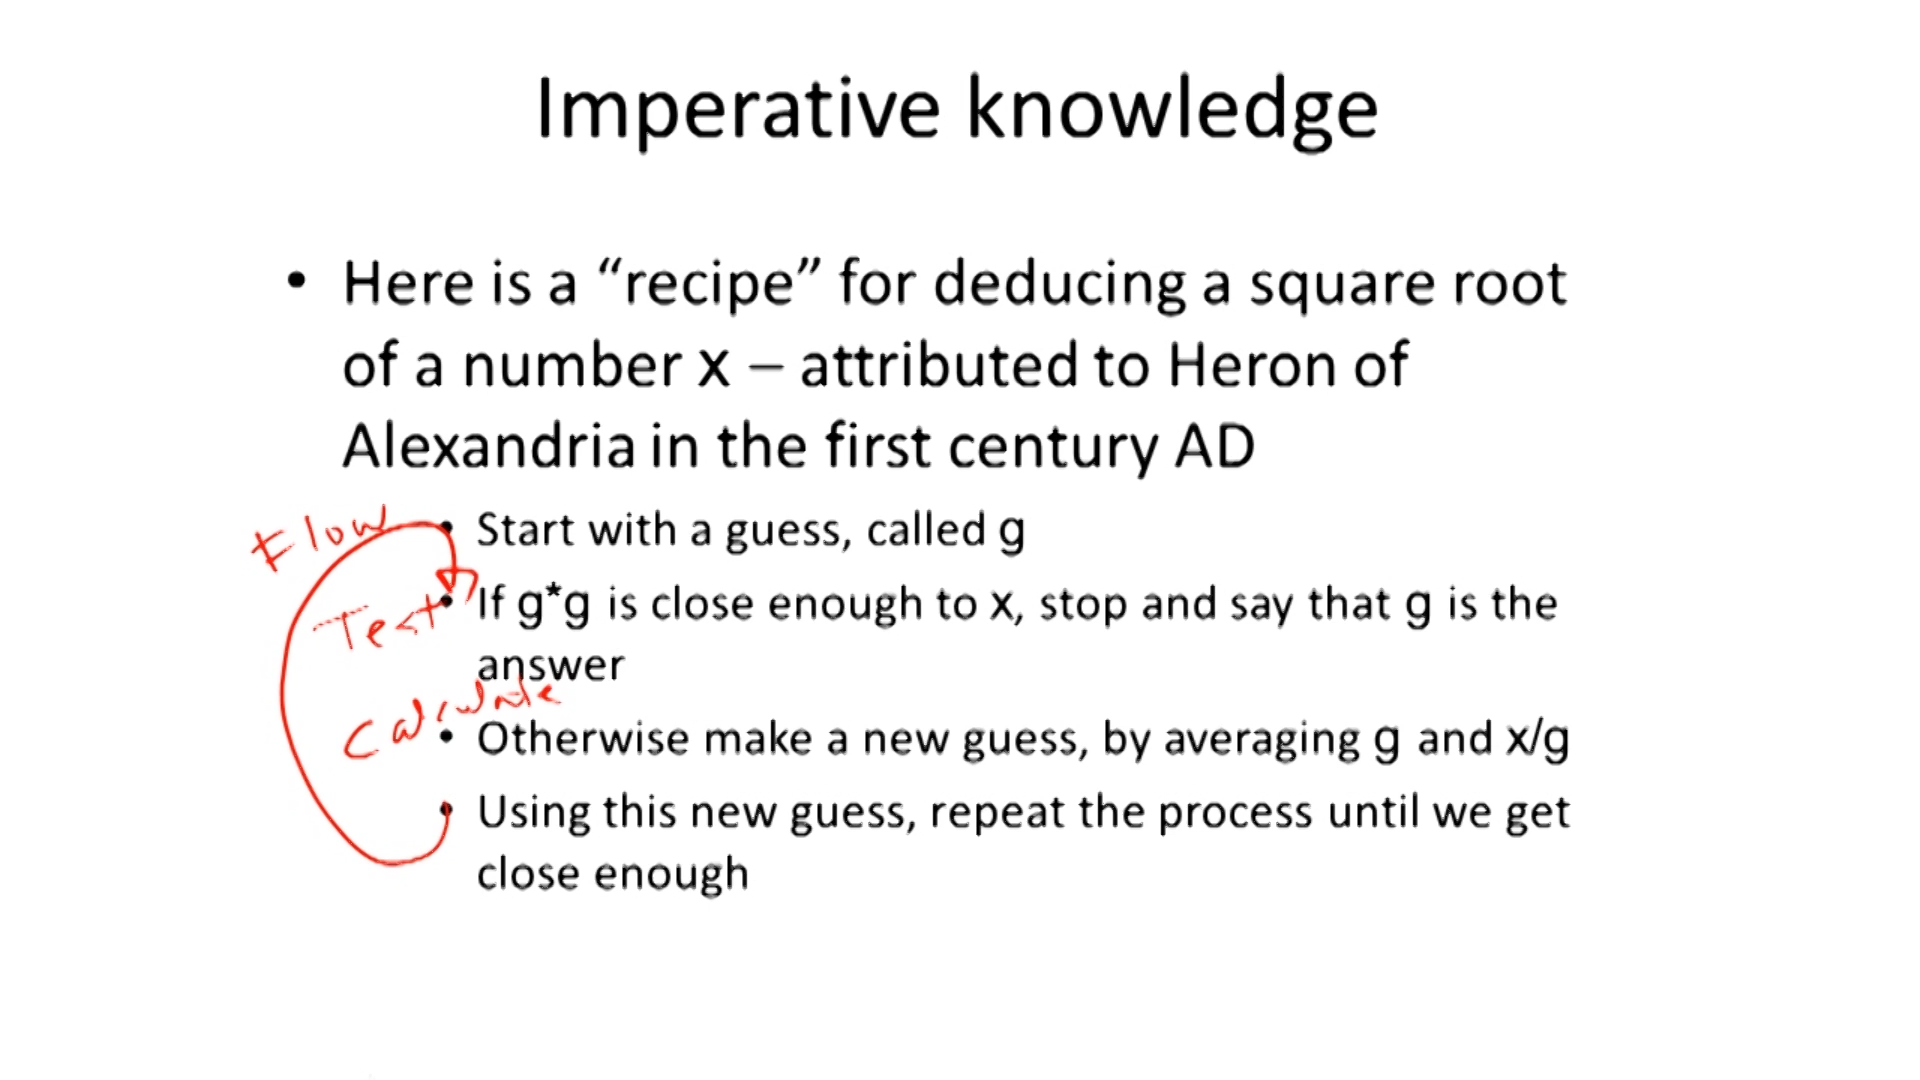 Imperative knowledge
• Here is a “recipe” for deducing a square root
of a number x – attributed to Heron of
Alexandria in the first century AD
Flow
• Start with a guess, called g
Test
• If g*g is close enough to x, stop and say that g is the
answer
Calculate
• Otherwise make a new guess, by averaging g and x/g
• Using this new guess, repeat the process until we get
close enough